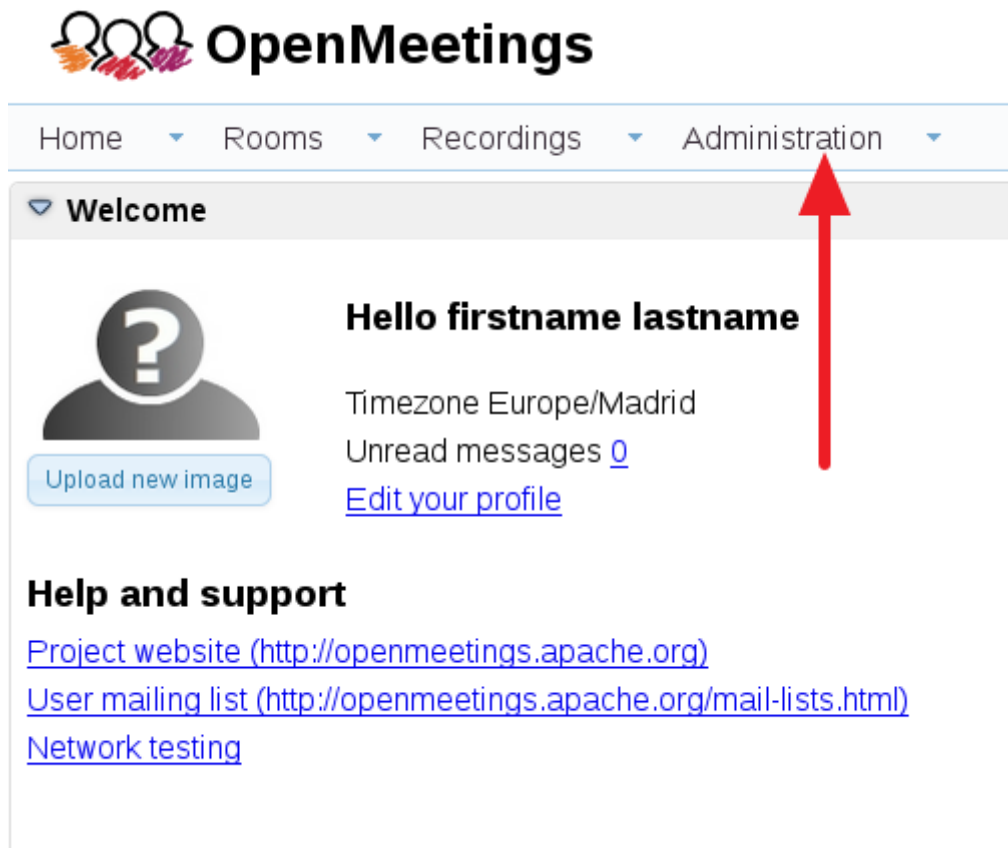 OpenMeetings
Home Rooms Recordings Administration
Welcome
?
Hello firstname lastname
Timezone Europe/Madrid
Unread messages 0
Upload new image
Edit your profile
Help and support
Project website (http://openmeetings.apache.org)
User mailing list (http://openmeetings.apache.org/mail-lists.html)
Network testing